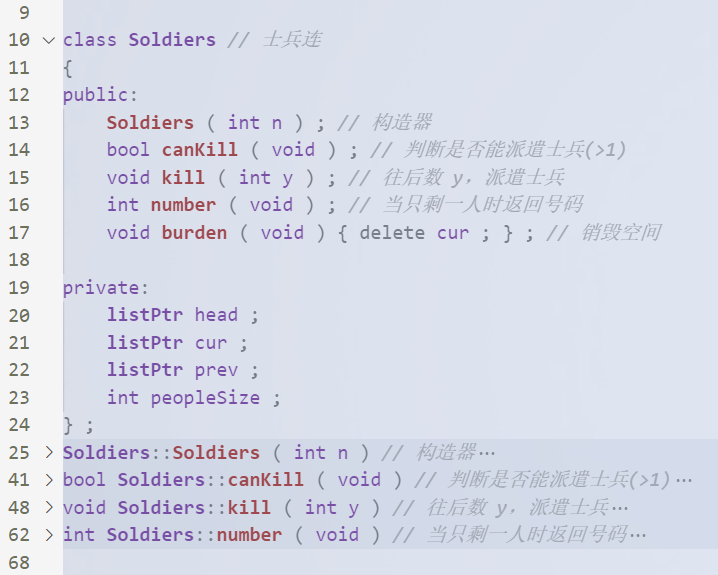 9
10 class Soldiers // 士兵连
11 {
12 public:
13 Soldiers ( int n ) ; // 构造器
14 bool canKill ( void ) ; // 判断是否能派遣士兵(>1)
15 void kill ( int y ) ; // 往后数 y，派遣士兵
16 int number ( void ) ; // 当只剩一人时返回号码
17 void burden ( void ) { delete cur ; } ; // 销毁空间
18
19 private:
20 listPtr head ;
21 listPtr cur ;
22 listPtr prev ;
23 int peopleSize ;
24 } ;
25 Soldiers::Soldiers ( int n ) // 构造器…
41 bool Soldiers::canKill ( void ) // 判断是否能派遣士兵(>1)…
48 void Soldiers::kill ( int y ) // 往后数 y，派遣士兵…
62 int Soldiers::number ( void ) // 当只剩一人时返回号码…
68